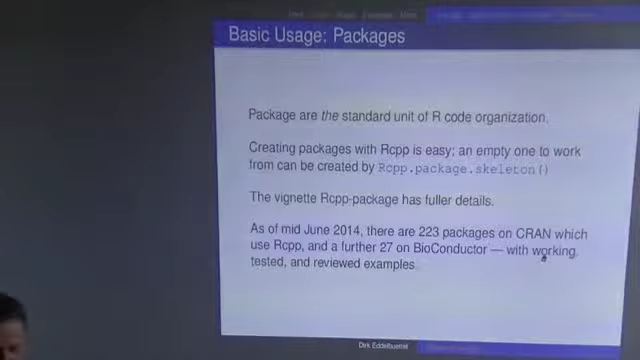 Basic Usage: Packages
Package are the standard unit of R code organization.
Creating packages with Rcpp is easy; an empty one to work
from can be created by Rcpp.package.skeleton()
The vignette Rcpp-package has fuller details.
As of mid June 2014, there are 223 packages on CRAN which
use Rcpp, and a further 27 on BioConductor — with working,
tested, and reviewed examples.
Dirk Eddelbuettel